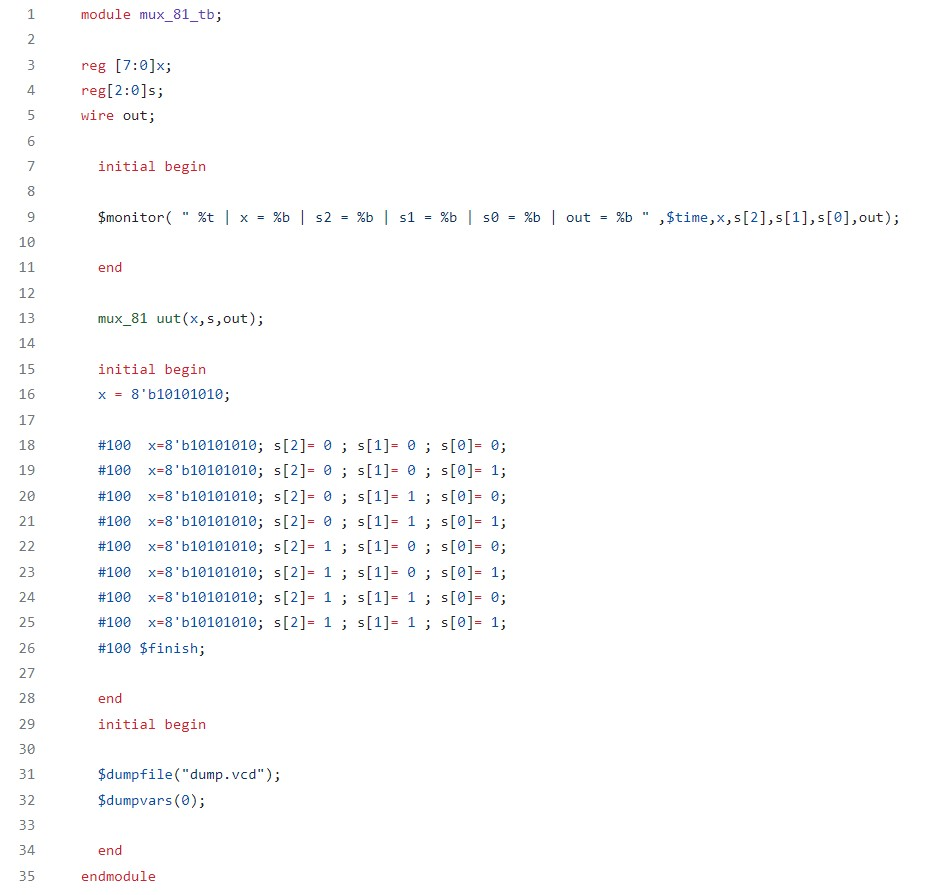 1 module mux_81_tb;
2
3 reg [7:0]x;
4 reg[2:0]s;
5 wire out;
6
7 initial begin
8
9 $monitor( " %t | x = %b | s2 = %b | s1 = %b | s0 = %b | out = %b " ,$time,x,s[2],s[1],s[0],out);
10
11 end
12
13 mux_81 uut(x,s,out);
14
15 initial begin
16 x = 8'b10101010;
17
18 #100  x=8'b10101010; s[2]= 0 ; s[1]= 0 ; s[0]= 0;
19 #100  x=8'b10101010; s[2]= 0 ; s[1]= 0 ; s[0]= 1;
20 #100  x=8'b10101010; s[2]= 0 ; s[1]= 1 ; s[0]= 0;
21 #100  x=8'b10101010; s[2]= 0 ; s[1]= 1 ; s[0]= 1;
22 #100  x=8'b10101010; s[2]= 1 ; s[1]= 0 ; s[0]= 0;
23 #100  x=8'b10101010; s[2]= 1 ; s[1]= 0 ; s[0]= 1;
24 #100  x=8'b10101010; s[2]= 1 ; s[1]= 1 ; s[0]= 0;
25 #100  x=8'b10101010; s[2]= 1 ; s[1]= 1 ; s[0]= 1;
26 #100 $finish;
27
28 end
29 initial begin
30
31 $dumpfile("dump.vcd");
32 $dumpvars(0);
33
34 end
35 endmodule